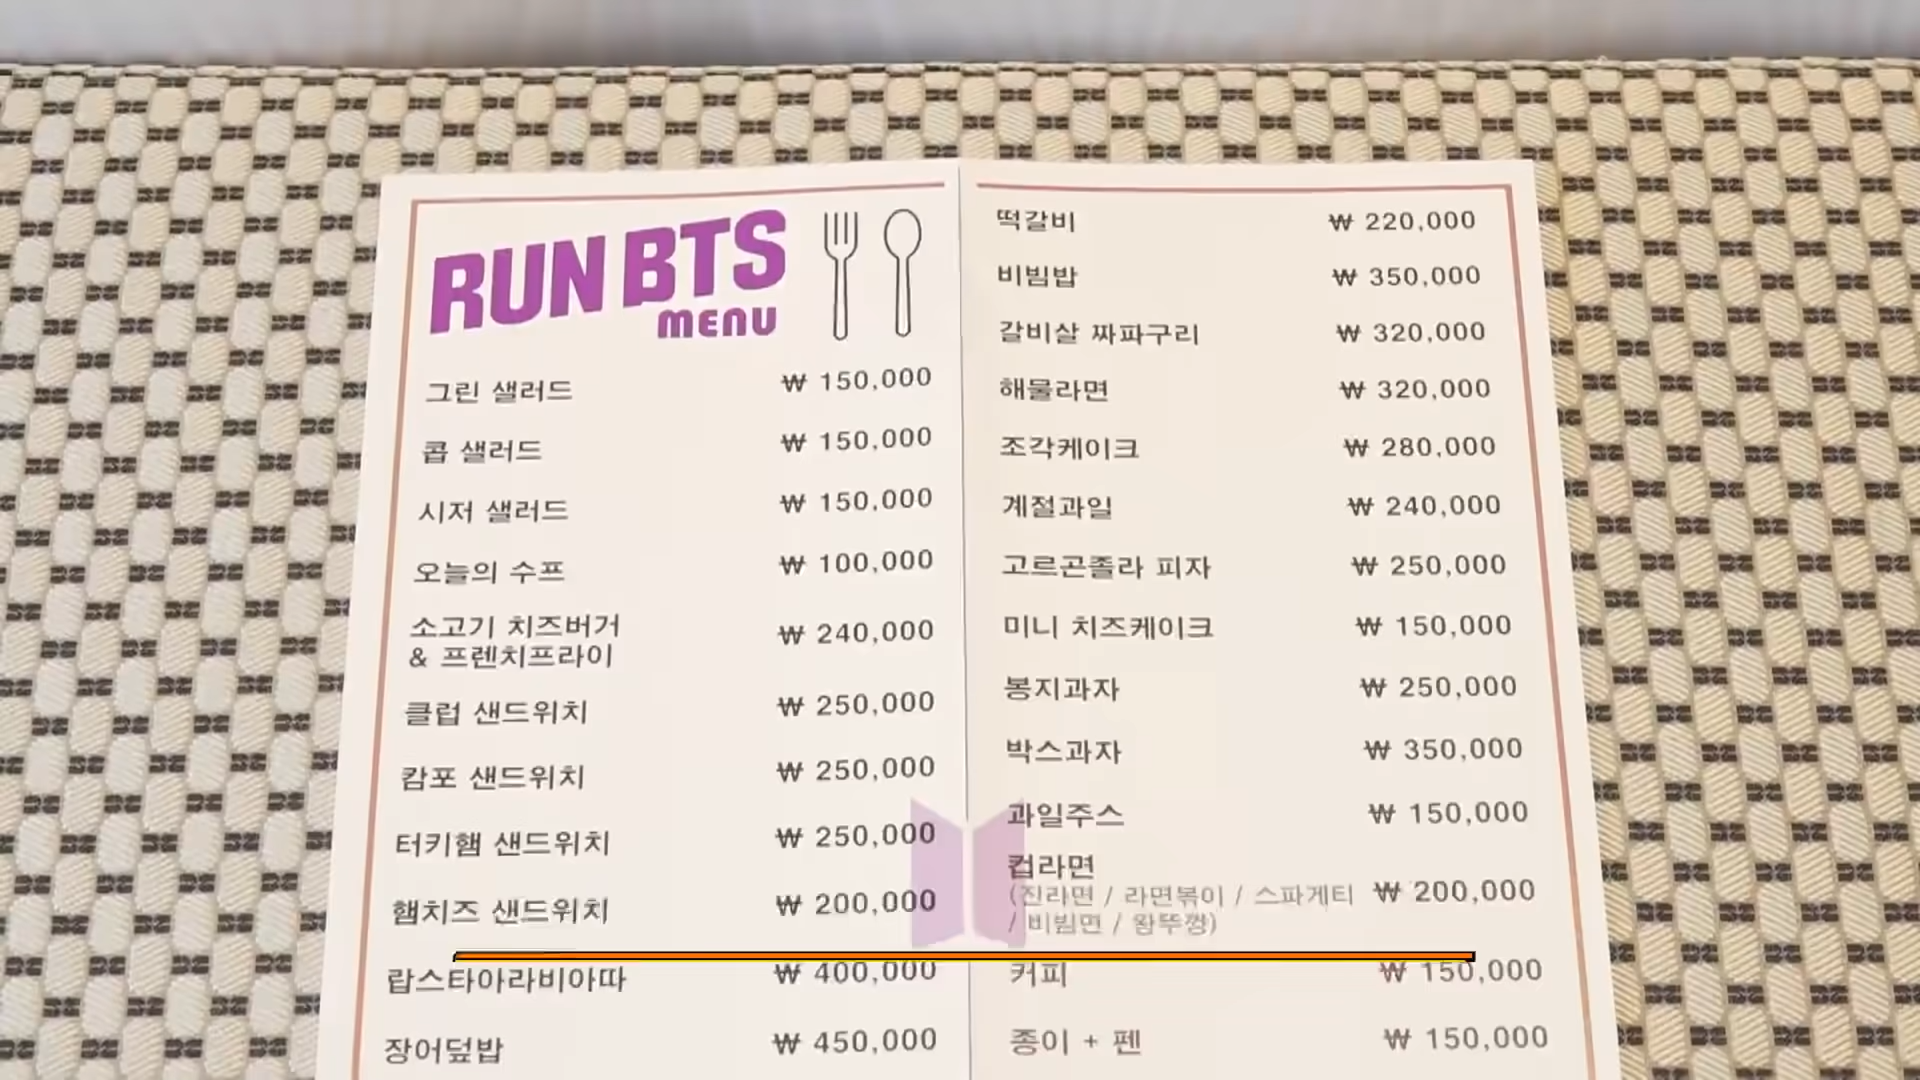 RUN BTS
MENU
그린 샐러드 ₩ 150,000
콥 샐러드 ₩ 150,000
시저 샐러드 ₩ 150,000
오늘의 수프 ₩ 100,000
소고기 치즈버거
& 프렌치프라이 ₩ 240,000
클럽 샌드위치 ₩ 250,000
캄포 샌드위치 ₩ 250,000
터키햄 샌드위치 ₩ 250,000
햄치즈 샌드위치 ₩ 200,000
랍스타아라비아따 ₩ 400,000
장어덮밥 ₩ 450,000
떡갈비 ₩ 220,000
비빔밥 ₩ 350,000
갈비살 짜파구리 ₩ 320,000
해물라면 ₩ 320,000
조각케이크 ₩ 280,000
계절과일 ₩ 240,000
고르곤졸라 피자 ₩ 250,000
미니 치즈케이크 ₩ 150,000
봉지과자 ₩ 250,000
박스과자 ₩ 350,000
과일주스 ₩ 150,000
컵라면
(진라면 / 라면볶이 / 스파게티 ₩ 200,000
/ 비빔면 / 왕뚜껑)
커피 ₩ 150,000
종이 + 펜 ₩ 150,000